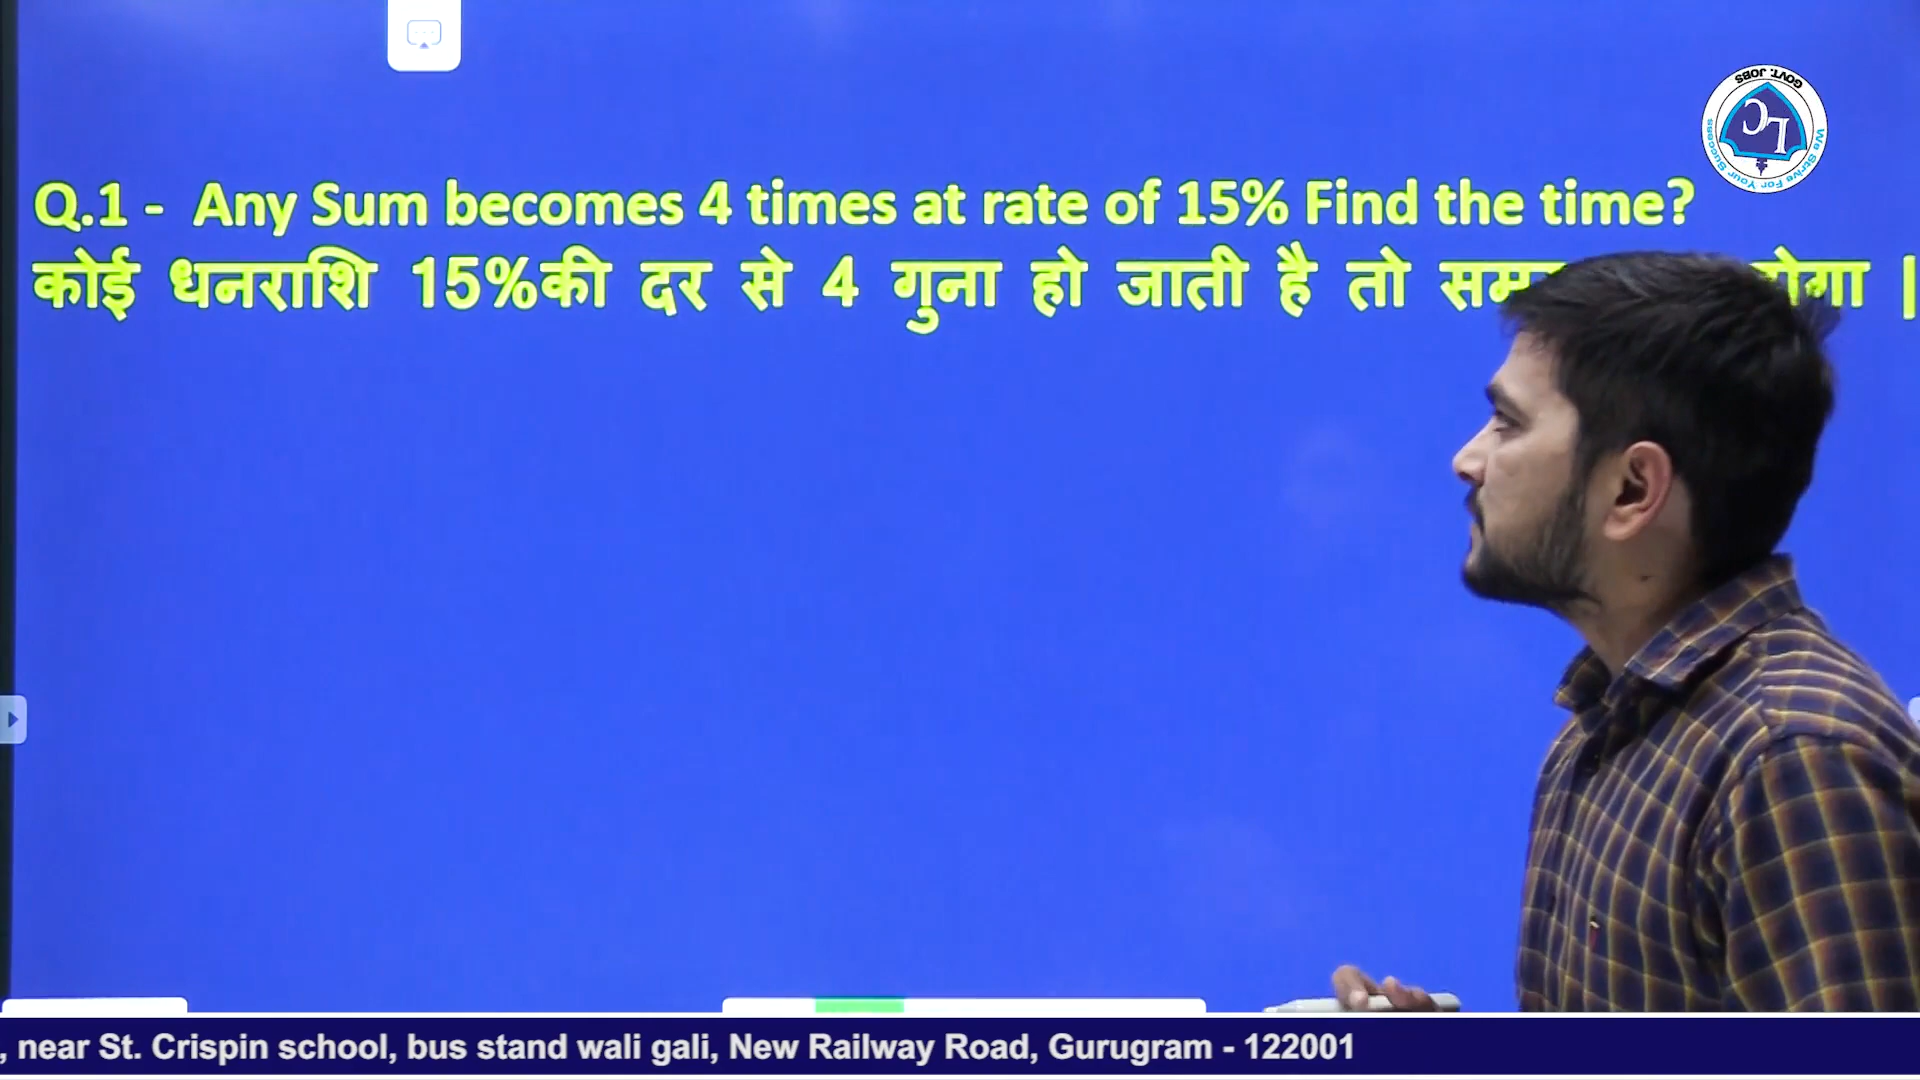 GOVT. JOBS
LC
We Strive For Your Success
Q.1 - Any Sum becomes 4 times at rate of 15% Find the time?
कोई धनराशि 15%की दर से 4 गुना हो जाती है तो |
, near St. Crispin school, bus stand wali gali, New Railway Road, Gurugram - 122001